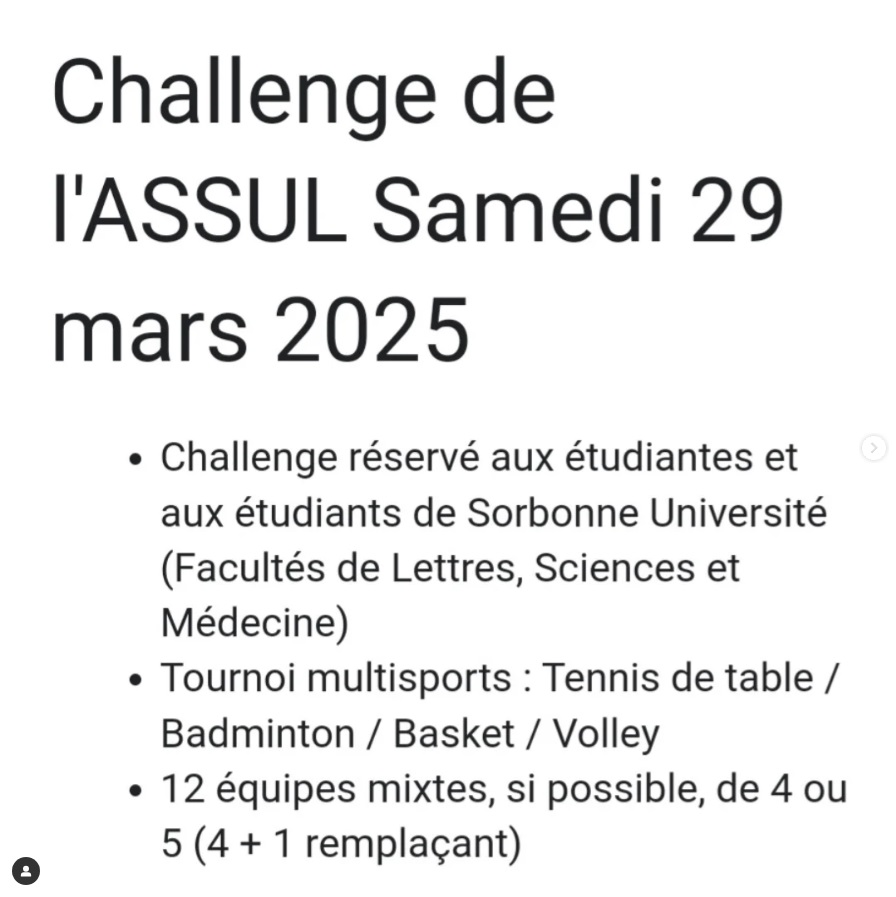 Challenge de
l'ASSUL Samedi 29
mars 2025
• Challenge réservé aux étudiantes et
aux étudiants de Sorbonne Université
(Facultés de Lettres, Sciences et
Médecine)
• Tournoi multisports : Tennis de table /
Badminton / Basket / Volley
• 12 équipes mixtes, si possible, de 4 ou
5 (4 + 1 remplaçant)